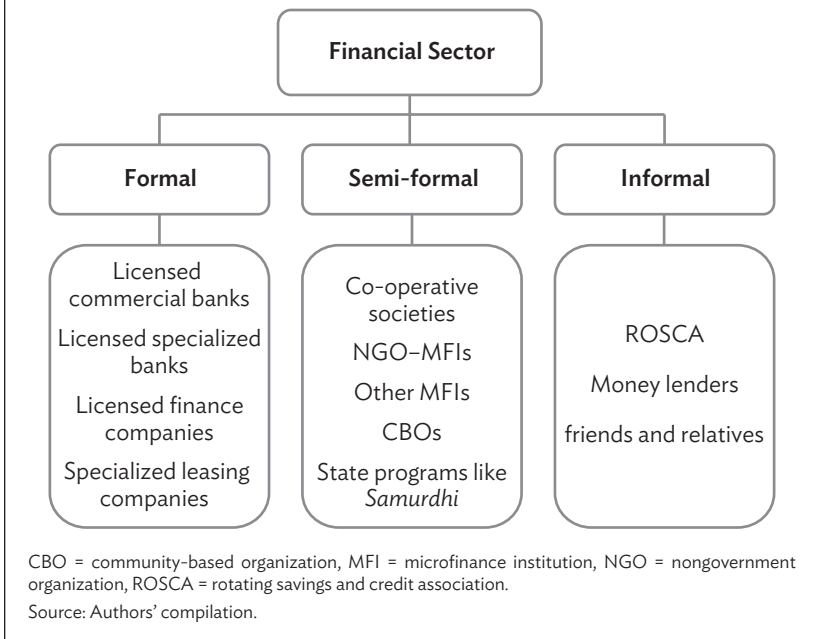 Financial Sector
Formal
Semi-formal
Informal
Licensed
commercial banks
Licensed specialized
banks
Licensed finance
companies
Specialized leasing
companies
Co-operative
societies
NGO–MFIs
Other MFIs
CBOs
State programs like
Samurdhi
ROSCA
Money lenders
friends and relatives
CBO = community-based organization, MFI = microfinance institution, NGO = nongovernment
organization, ROSCA = rotating savings and credit association.
Source: Authors’ compilation.